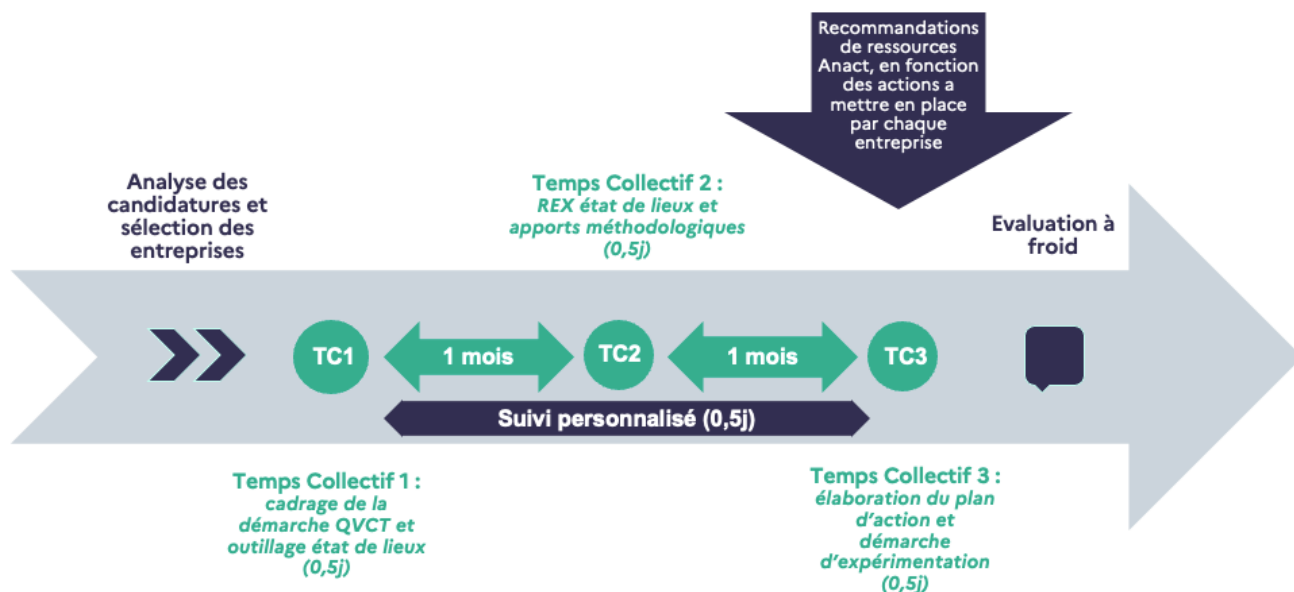 Recommandations
de ressources
Anact, en fonction
des actions a
mettre en place
par chaque
entreprise
Analyse des
candidatures et
sélection des
entreprises
Temps Collectif 2 :
REX état de lieux et
apports méthodologiques
(0,5j)
Evaluation à
froid
TC1
1 mois
TC2
1 mois
TC3
Suivi personnalisé (0,5j)
Temps Collectif 1 :
cadrage de la
démarche QVCT et
outillage état de lieux
(0,5j)
Temps Collectif 3 :
élaboration du plan
d'action et
démarche
d'expérimentation
(0,5j)